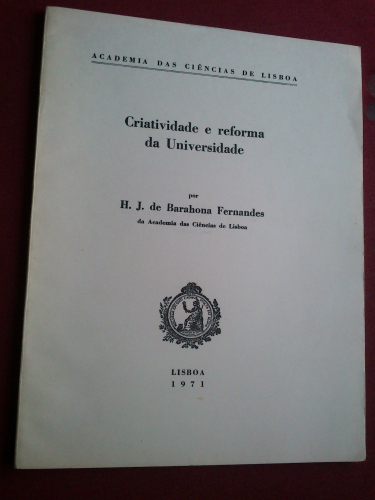 ACADEMIA DAS CIÊNCIAS DE LISBOA
Criatividade e reforma
da Universidade
por
H. J. de Barahona Fernandes
da Academia das Ciências de Lisboa
LISBOA
1971